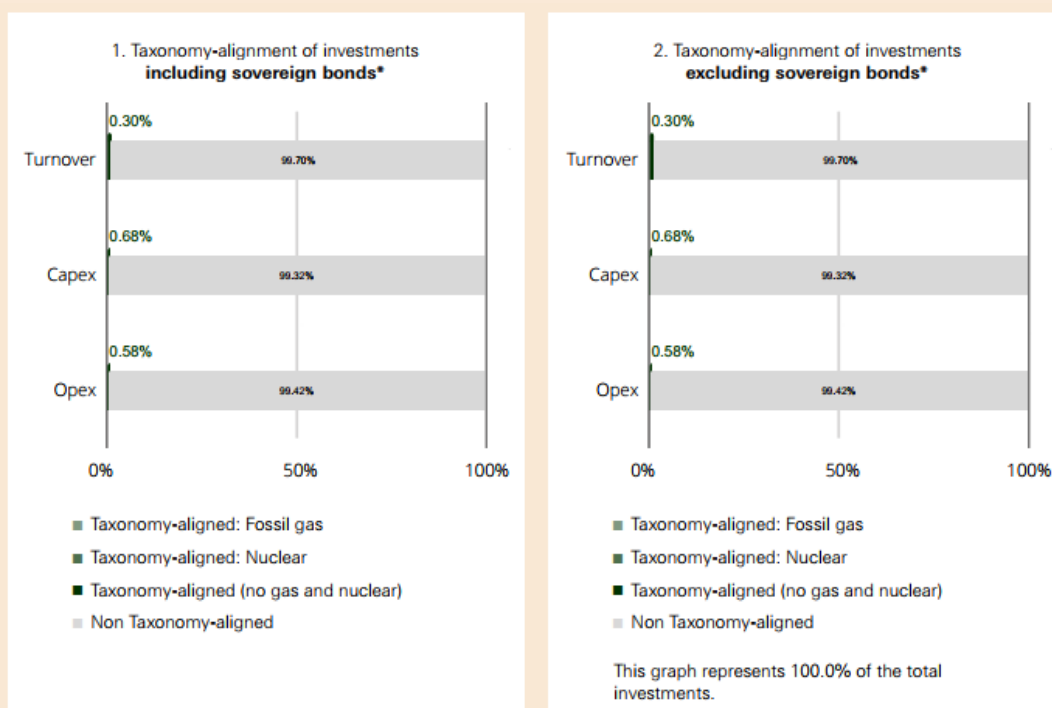 1. Taxonomy-alignment of investments
including sovereign bonds*
0.30%
Turnover
99.70%
0.68%
Capex
99.32%
0.58%
Opex
99.42%
0%
50%
100%
Taxonomy-aligned: Fossil gas
Taxonomy-aligned: Nuclear
Taxonomy-aligned (no gas and nuclear)
Non Taxonomy-aligned
2. Taxonomy-alignment of investments
excluding sovereign bonds*
0.30%
Turnover
99.70%
0.68%
Capex
99.32%
0.58%
Opex
99.42%
0%
50%
100%
Taxonomy-aligned: Fossil gas
Taxonomy-aligned: Nuclear
Taxonomy-aligned (no gas and nuclear)
Non Taxonomy-aligned
This graph represents 100.0% of the total
investments.